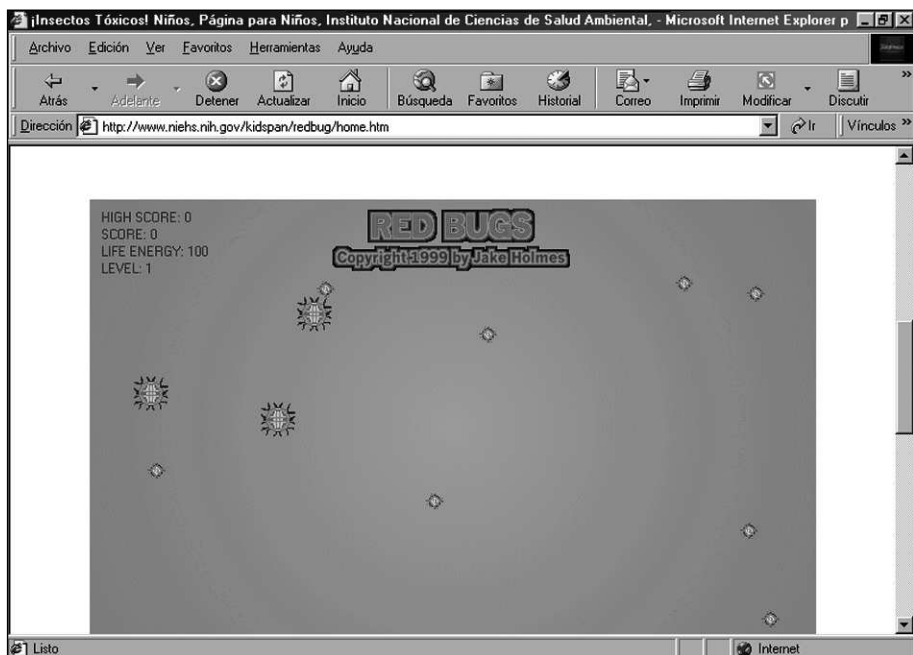 ¡Insectos Tóxicos! Niños, Página para Niños, Instituto Nacional de Ciencias de Salud Ambiental, - Microsoft Internet Explorer p
Archivo Edición Ver Favoritos Herramientas Ayuda
Atrás Adelante Detener Actualizar Inicio Búsqueda Favoritos Historial Correo Imprimir Modificar Discutir
Dirección http://www.niehs.nih.gov/kidspan/redbug/home.htm Ir Vínculos
HIGH SCORE: 0
SCORE: 0
LIFE ENERGY: 100
LEVEL: 1
RED BUGS
Copyright 1999 by Jake Holmes
Listo Internet